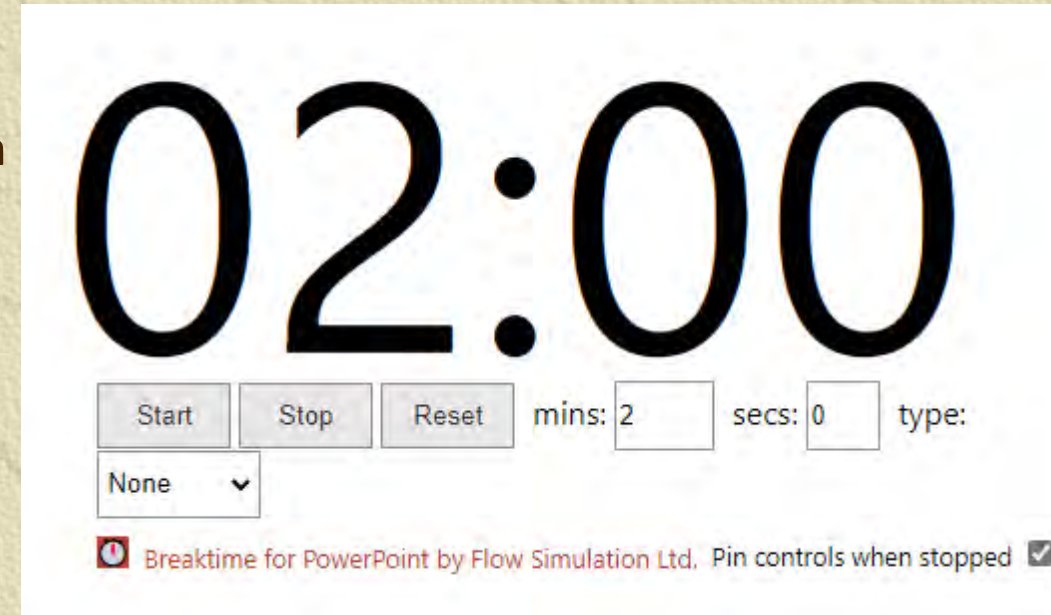 02:00
Start Stop Reset mins: 2 secs: 0 type:
None
Breaktime for PowerPoint by Flow Simulation Ltd. Pin controls when stopped